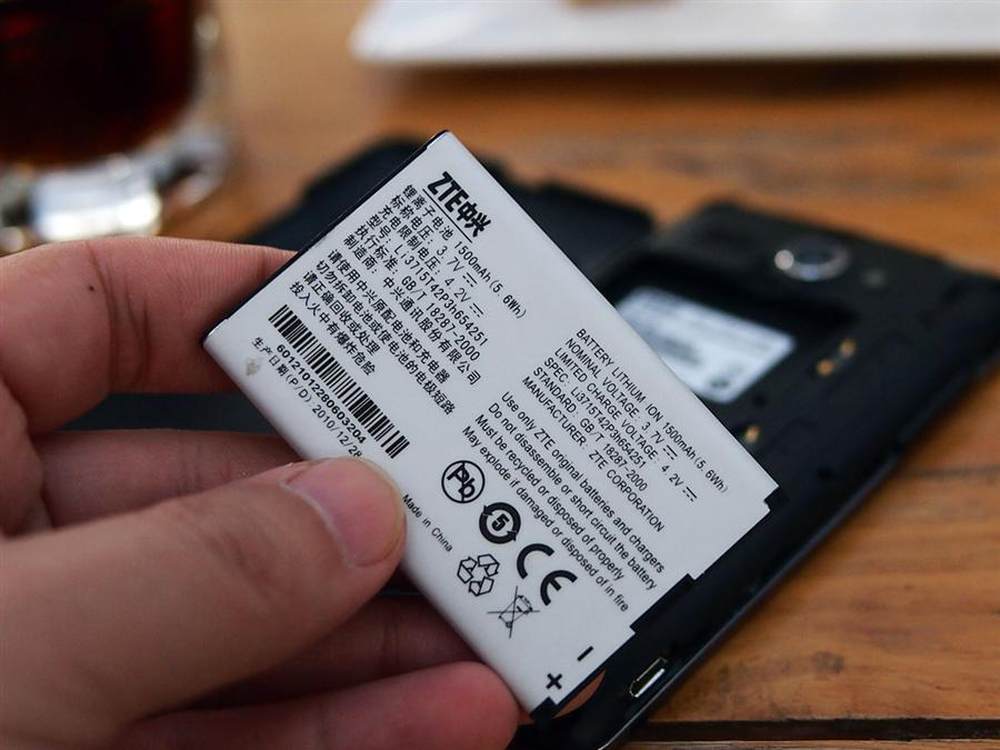 ZTE中兴
锂离子电池 1500mAh(5.6Wh)
标称电压: 3.7V
充电限制电压: 4.2V
型号: Li3715T42P3h654251
执行标准: GB/T18287-2000
制造商: 中兴通讯股份有限公司
请使用中兴原配电池和充电器
切勿拆卸电池或使电池的电极短路
请正确回收或处理
投入火中有爆炸危险
60121012280603204
生产日期(P/D) 2010/12/28
BATTERY LITHIUM ION 1500mAh(5.6Wh)
NOMINAL VOLTAGE: 3.7V
LIMITED CHARGE VOLTAGE: 4.2V
SPEC: Li3715T42P3h654251
STANDARD: GB/T 18287-2000
MANUFACTURER: ZTE CORPORATION
Use only ZTE original batteries and chargers
Do not disassemble or short circuit the battery
Must be recycled or disposed of properly
May explode if damaged or disposed of in fire
Pb
5
CE
Made in China
- +